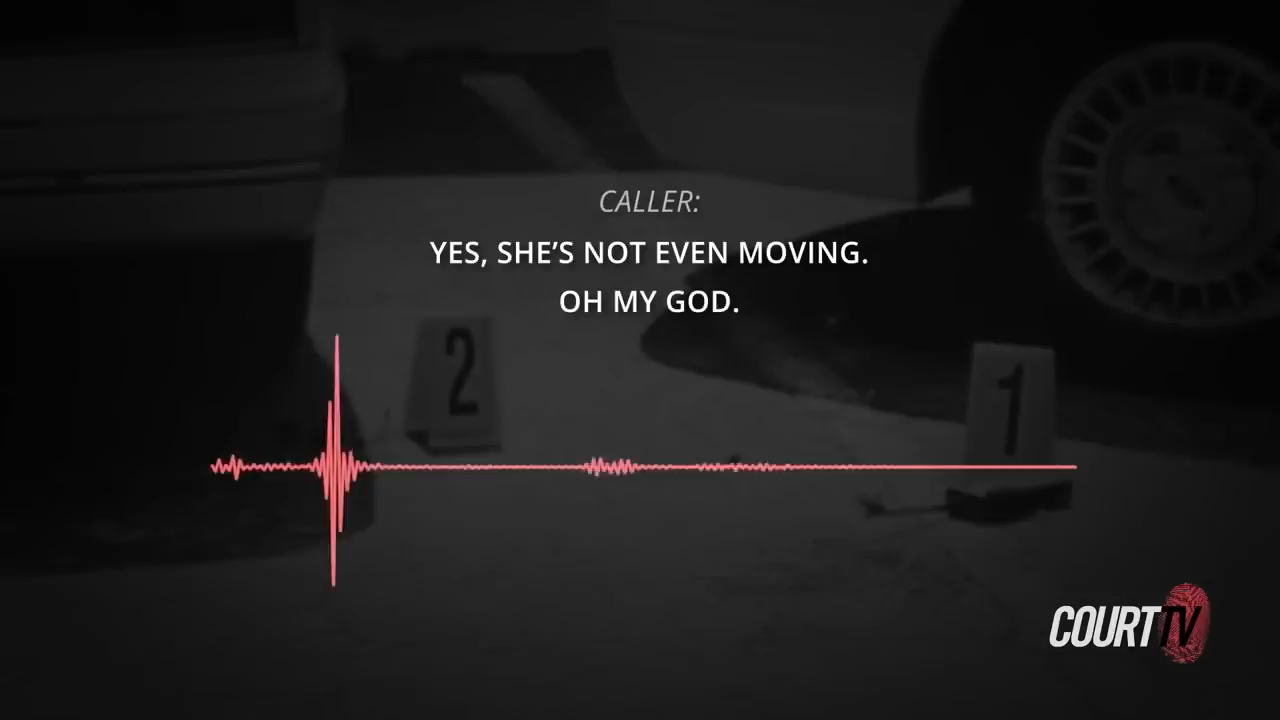 CALLER:
YES, SHE’S NOT EVEN MOVING.
OH MY GOD.
2
1
COURT TV